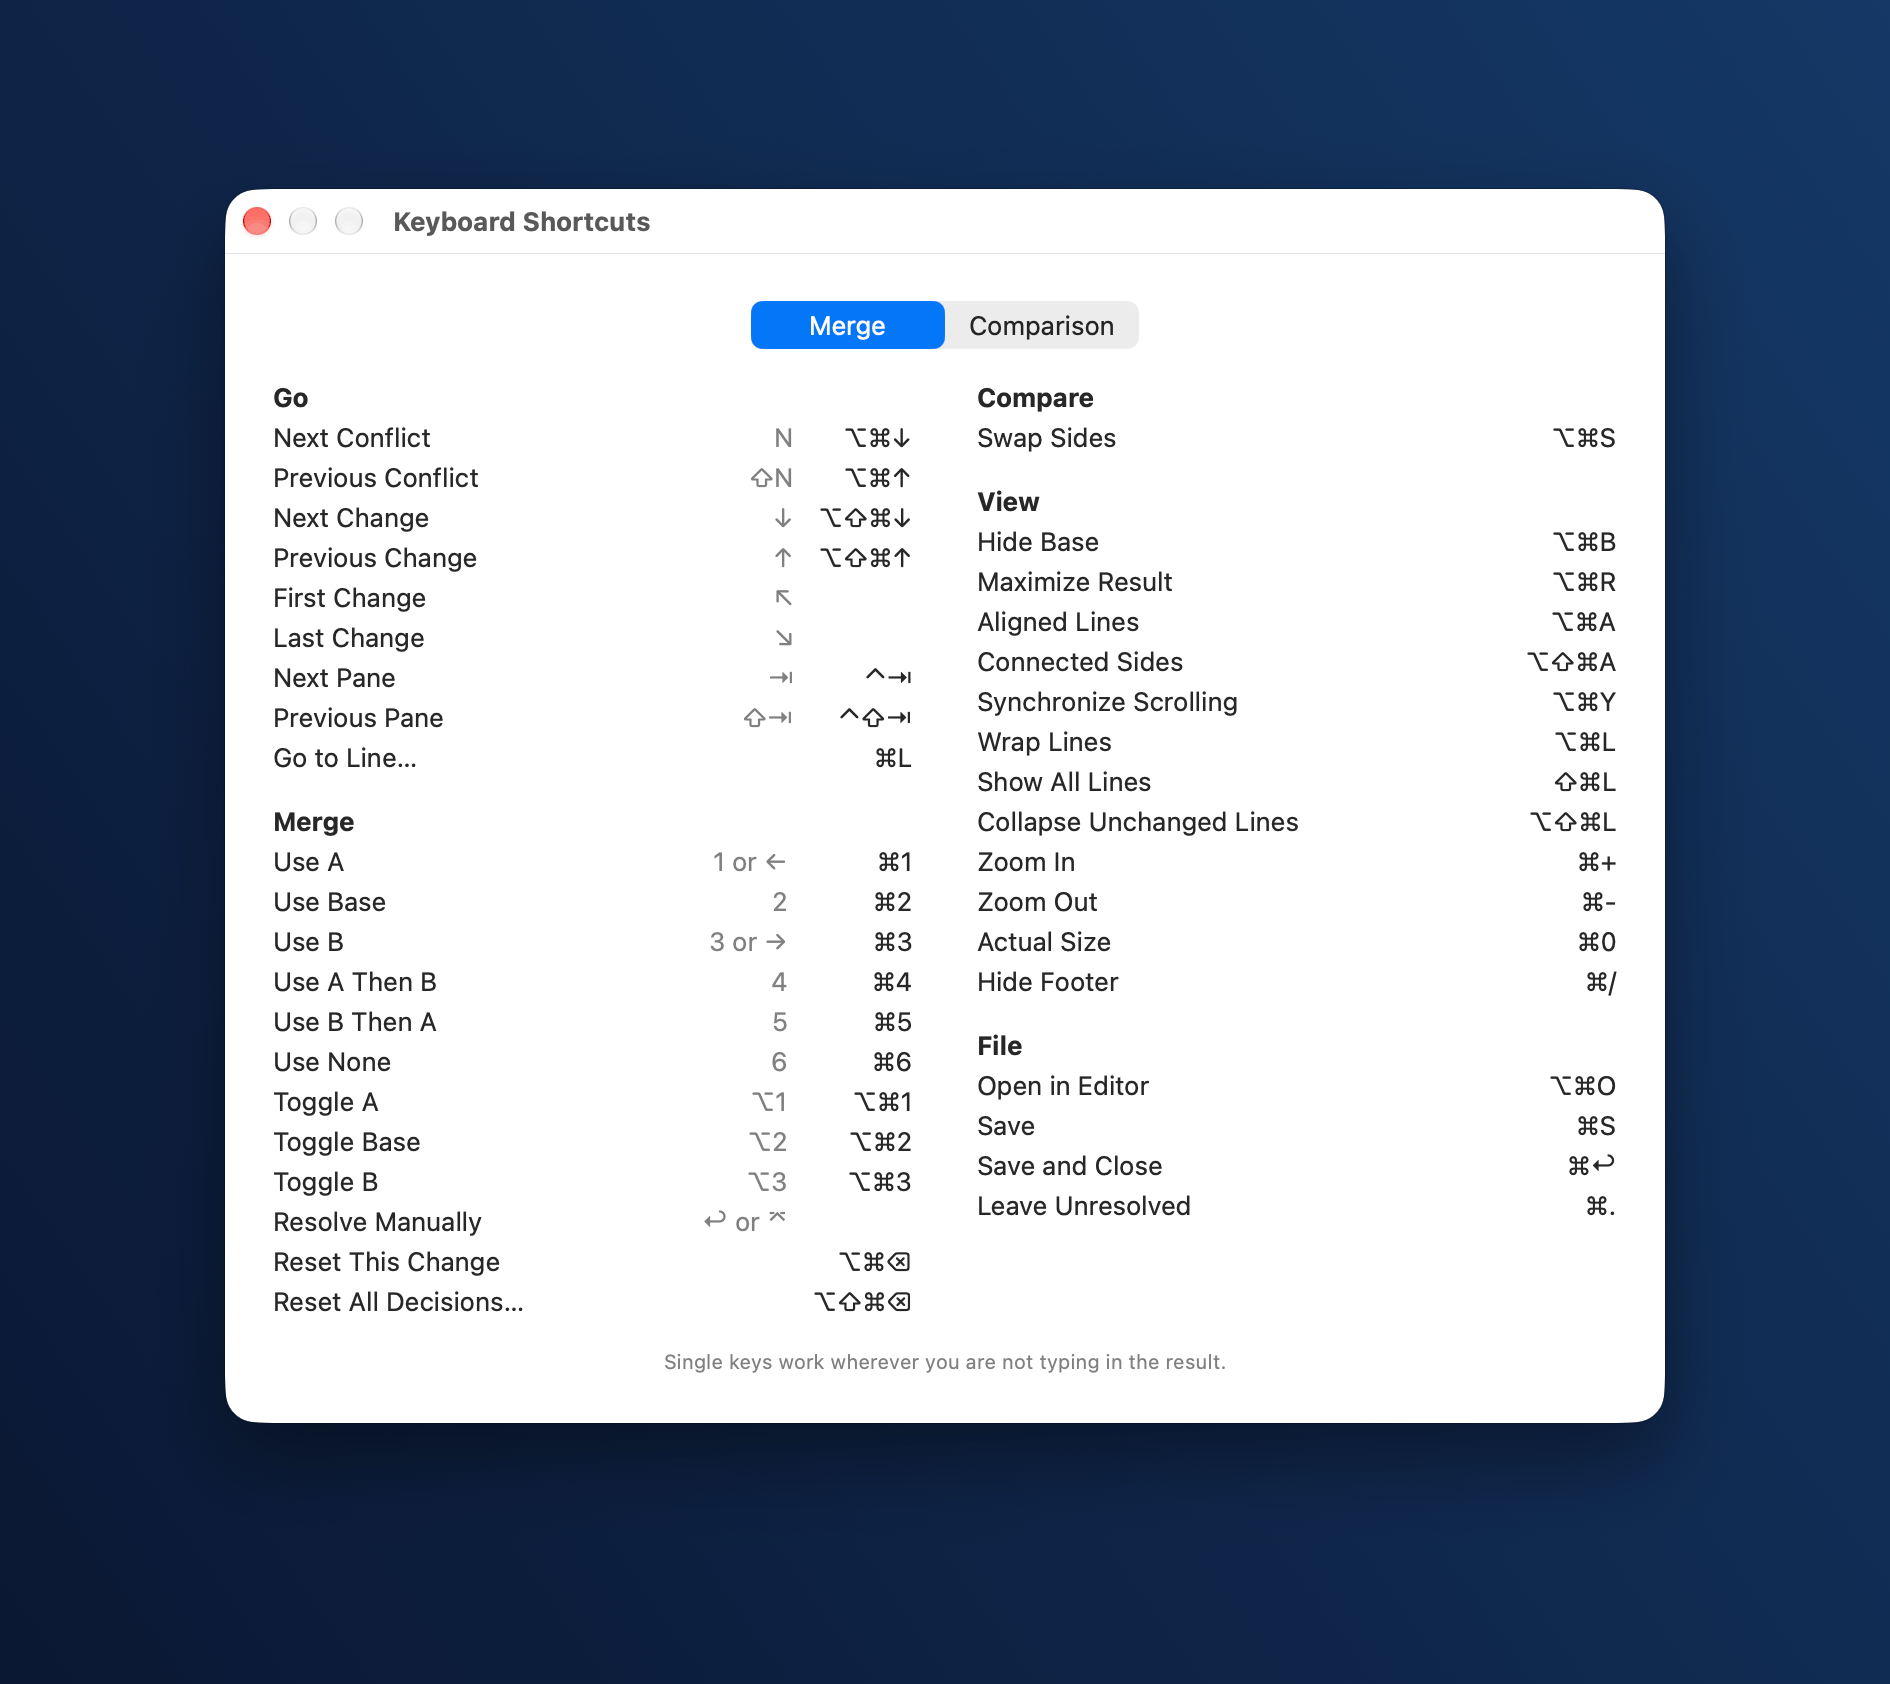 Keyboard Shortcuts
Merge Comparison
Go
Next Conflict N ⌥⌘↓
Previous Conflict ⇧N ⌥⌘↑
Next Change ↓ ⌥⇧⌘↓
Previous Change ↑ ⌥⇧⌘↑
First Change ↖
Last Change ↘
Next Pane ⇥ ^⇥
Previous Pane ⇧⇥ ^⇧⇥
Go to Line... ⌘L
Merge
Use A 1 or ← ⌘1
Use Base 2 ⌘2
Use B 3 or → ⌘3
Use A Then B 4 ⌘4
Use B Then A 5 ⌘5
Use None 6 ⌘6
Toggle A ⌥1 ⌥⌘1
Toggle Base ⌥2 ⌥⌘2
Toggle B ⌥3 ⌥⌘3
Resolve Manually ↩ or ⌤
Reset This Change ⌥⌘⌫
Reset All Decisions... ⌥⇧⌘⌫
Compare
Swap Sides ⌥⌘S
View
Hide Base ⌥⌘B
Maximize Result ⌥⌘R
Aligned Lines ⌥⌘A
Connected Sides ⌥⇧⌘A
Synchronize Scrolling ⌥⌘Y
Wrap Lines ⌥⌘L
Show All Lines ⇧⌘L
Collapse Unchanged Lines ⌥⇧⌘L
Zoom In ⌘+
Zoom Out ⌘-
Actual Size ⌘0
Hide Footer ⌘/
File
Open in Editor ⌥⌘O
Save ⌘S
Save and Close ⌘↩
Leave Unresolved ⌘.
Single keys work wherever you are not typing in the result.